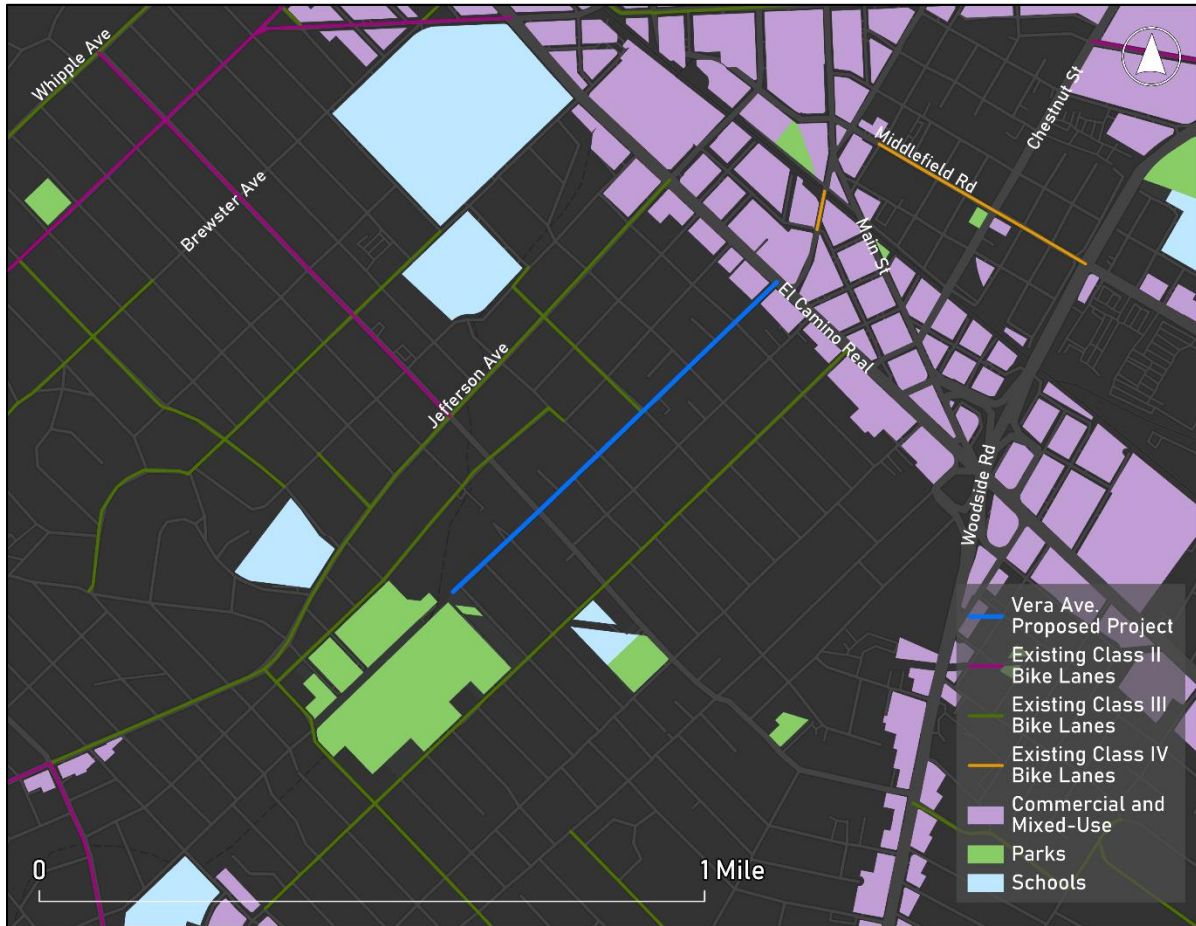 Whipple Ave
Brewster Ave
Jefferson Ave
Middlefield Rd
Chestnut St
Main St
El Camino Real
Woodside Rd
Vera Ave.
Proposed Project
Existing Class II
Bike Lanes
Existing Class III
Bike Lanes
Existing Class IV
Bike Lanes
Commercial and
Mixed-Use
Parks
Schools
0
1 Mile